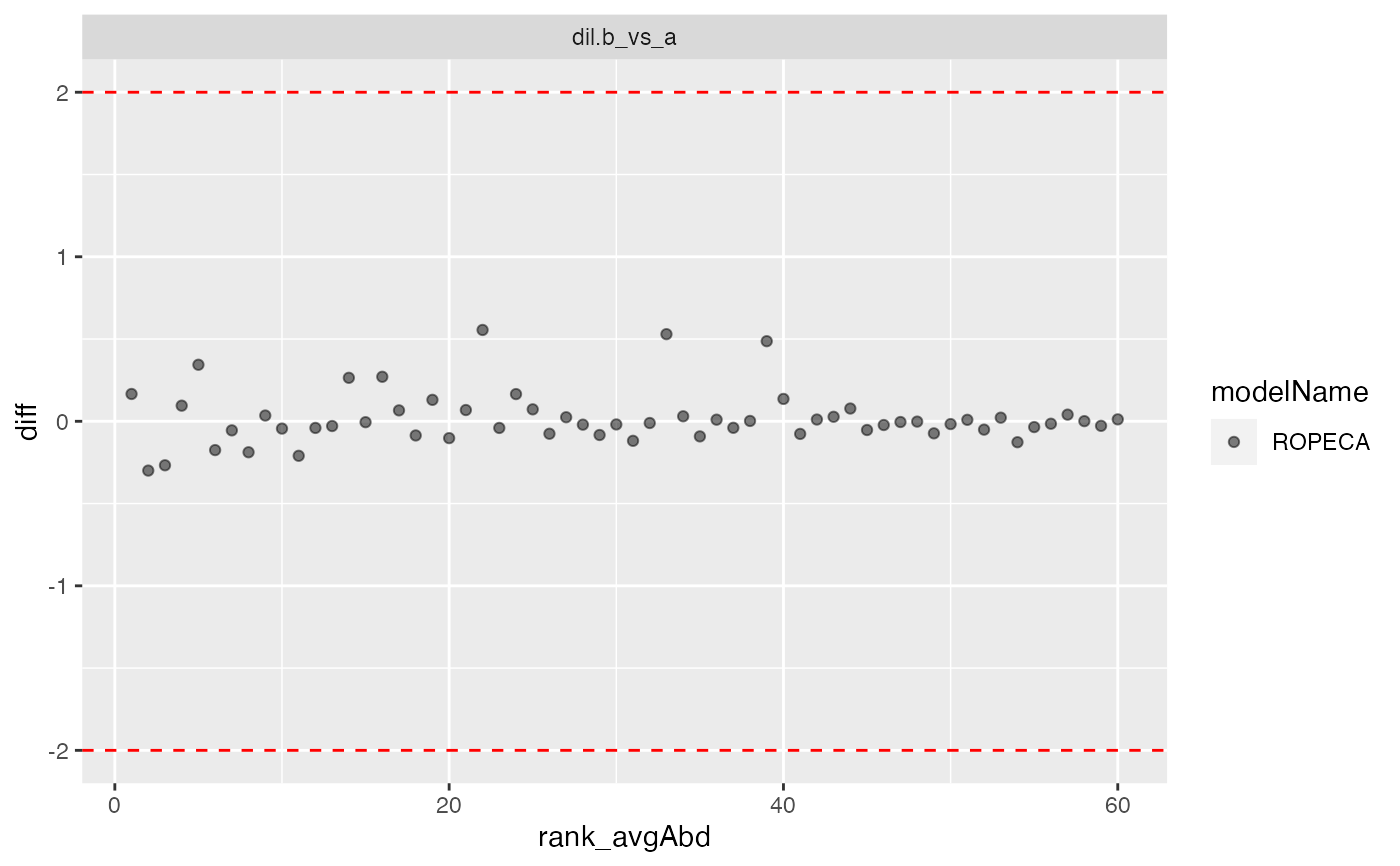 dil.b_vs_a
2
1
0
-1
-2
diff
0 20 40 60
rank_avgAbd
modelName
ROPECA